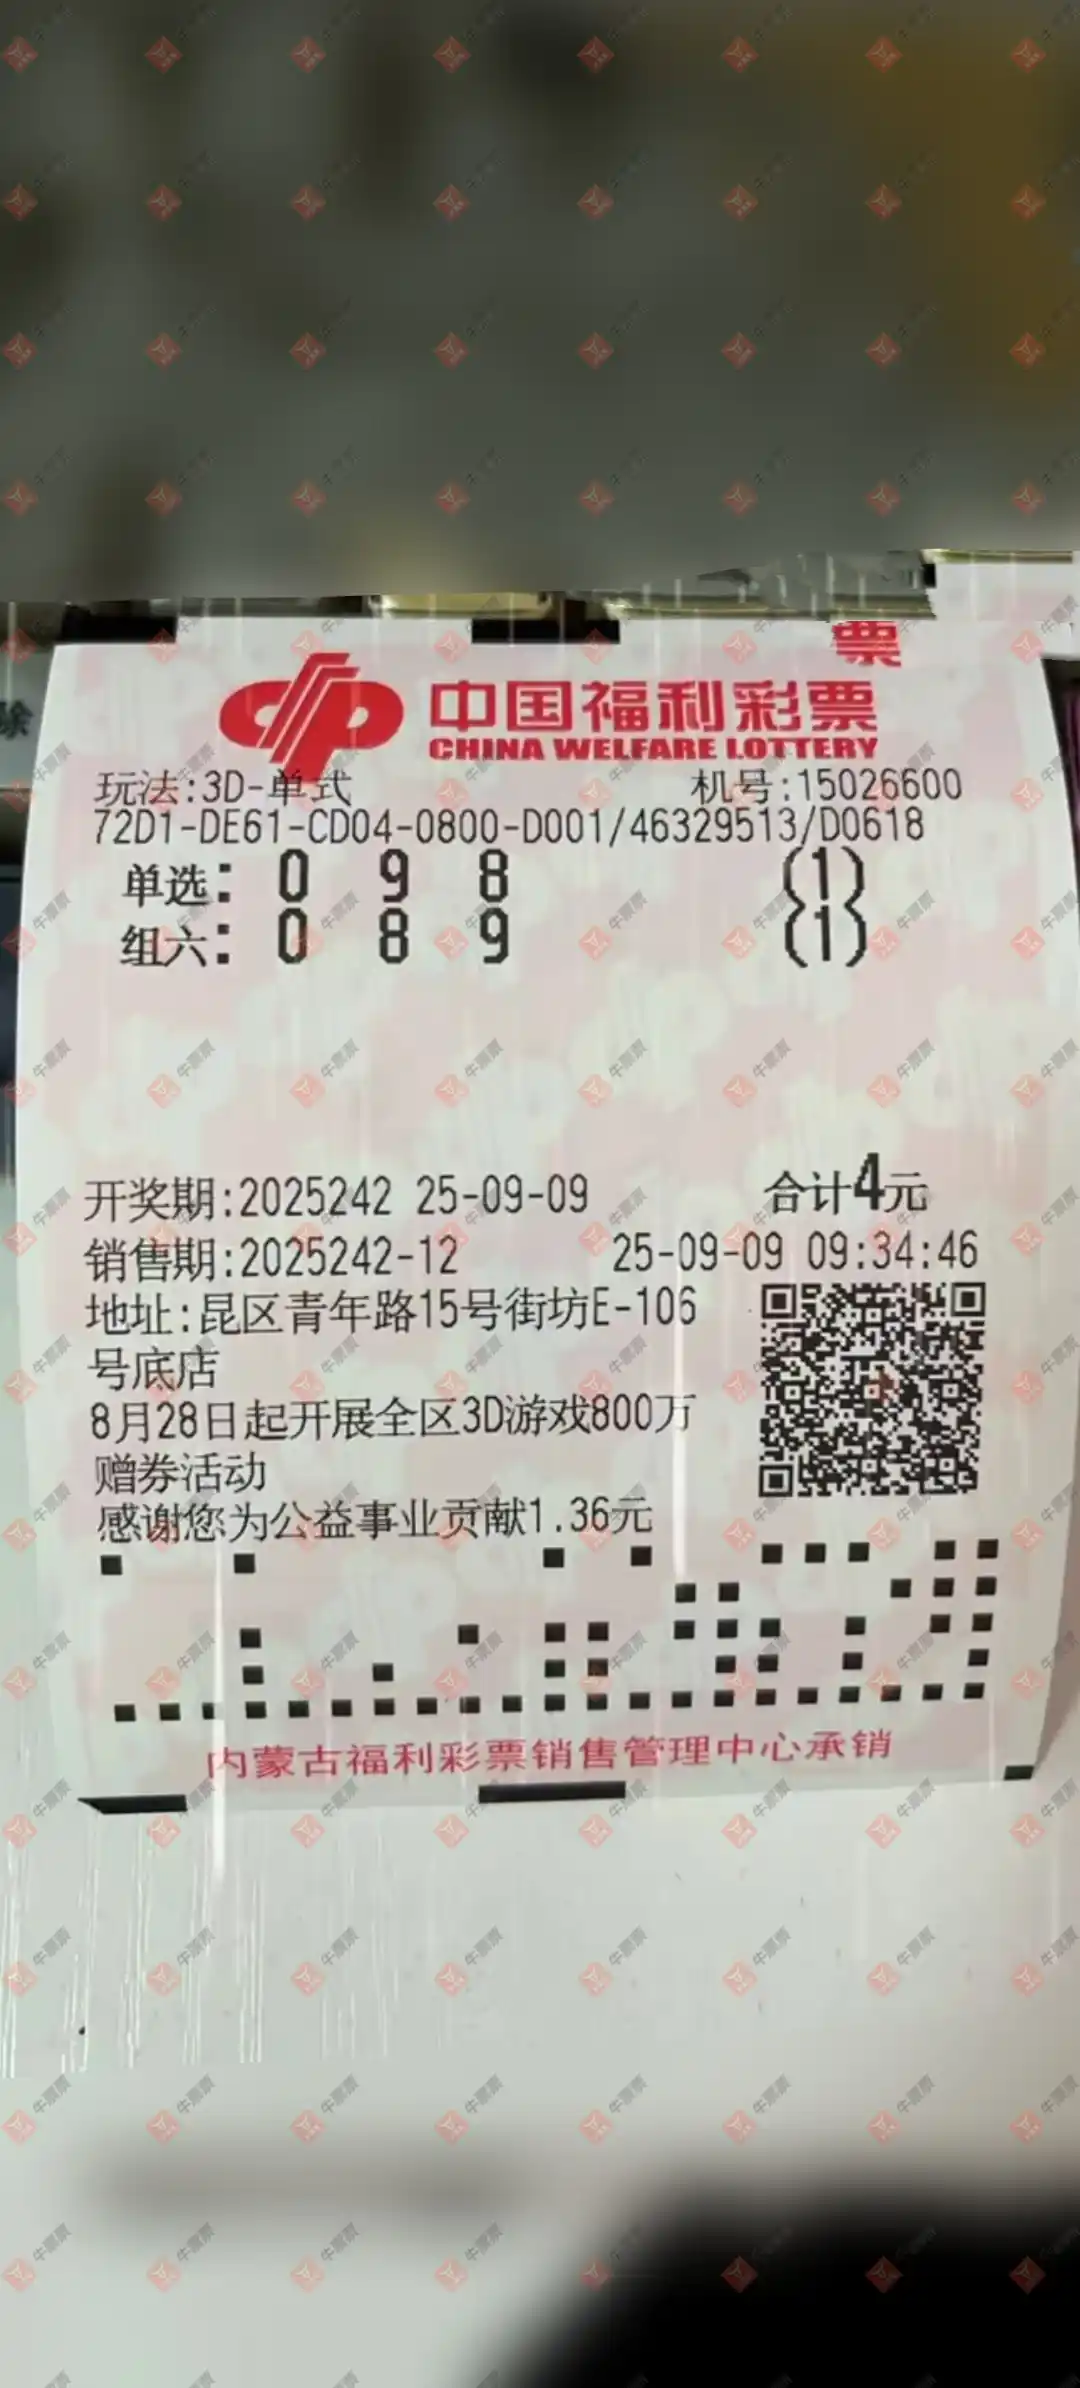 票
中国福利彩票
CHINA WELFARE LOTTERY
玩法:3D-单式 机号:15026600
72D1-DE61-CD04-0800-D001/46329513/D0618
单选: 0 9 8 (1)
组六: 0 8 9 (1)
开奖期:2025242 25-09-09 合计4元
销售期:2025242-12 25-09-09 09:34:46
地址:昆区青年路15号街坊E-106
号底店
8月28日起开展全区3D游戏800万
赠券活动
感谢您为公益事业贡献1.36元
内蒙古福利彩票销售管理中心承销
除
牛票票